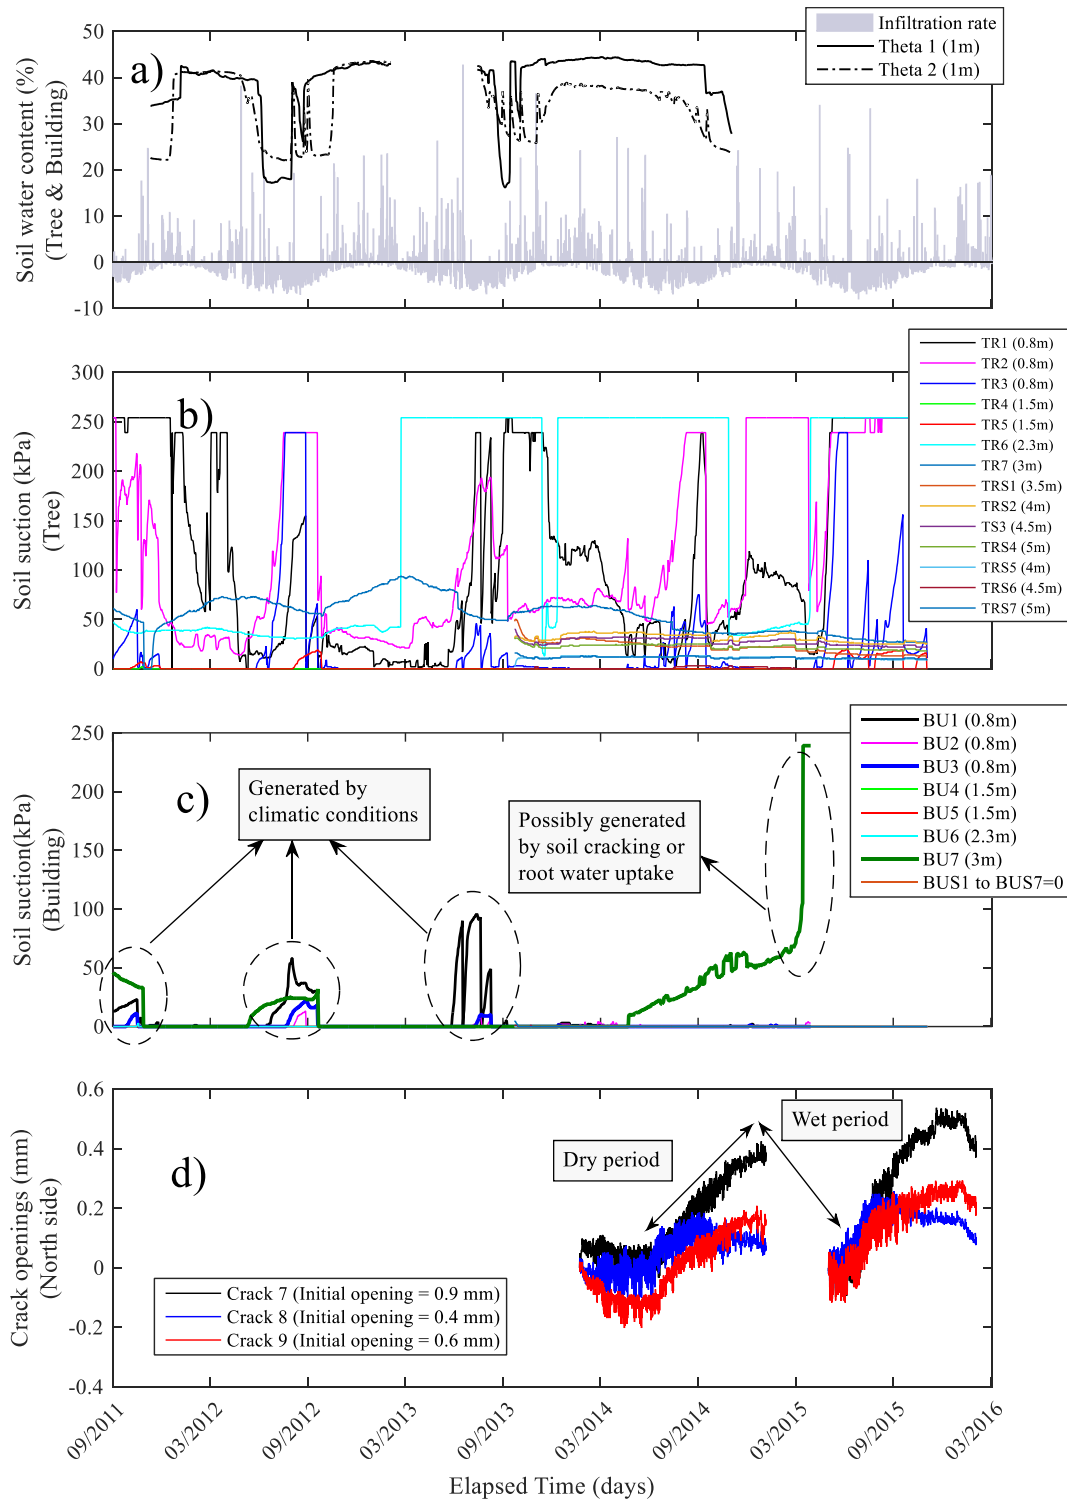 Infiltration rate
Theta 1 (1m)
Theta 2 (1m)
a)
50
40
30
20
10
0
-10
Soil water content (%)
(Tree & Building)
TR1 (0.8m)
TR2 (0.8m)
TR3 (0.8m)
TR4 (1.5m)
TR5 (1.5m)
TR6 (2.3m)
TR7 (3m)
TRS1 (3.5m)
TRS2 (4m)
TS3 (4.5m)
TRS4 (5m)
TRS5 (4m)
TRS6 (4.5m)
TRS7 (5m)
b)
300
250
200
150
100
50
0
Soil suction (kPa)
(Tree)
BU1 (0.8m)
BU2 (0.8m)
BU3 (0.8m)
BU4 (1.5m)
BU5 (1.5m)
BU6 (2.3m)
BU7 (3m)
BUS1 to BUS7=0
c)
Generated by
climatic conditions
Possibly generated
by soil cracking or
root water uptake
250
200
150
100
50
0
Soil suction(kPa)
(Building)
d)
Dry period
Wet period
0.6
0.4
0.2
0
-0.2
-0.4
Crack openings (mm)
(North side)
Crack 7 (Initial opening = 0.9 mm)
Crack 8 (Initial opening = 0.4 mm)
Crack 9 (Initial opening = 0.6 mm)
09/2011
03/2012
09/2012
03/2013
09/2013
03/2014
09/2014
03/2015
09/2015
03/2016
Elapsed Time (days)